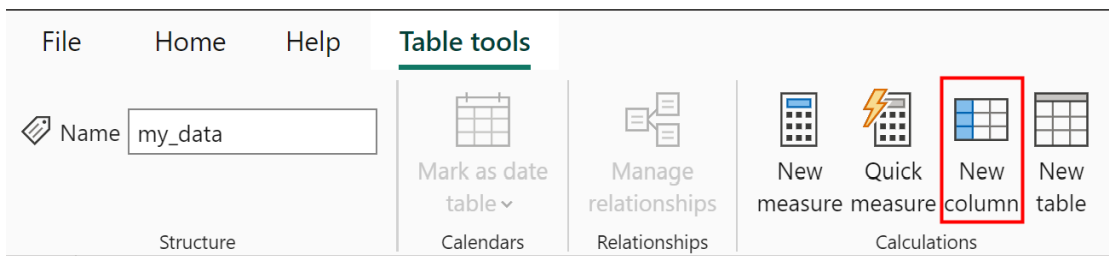 File Home Help Table tools
Name my_data
Mark as date
table
Manage
relationships
New
measure
Quick
measure
New
column
New
table
Structure Calendars Relationships Calculations